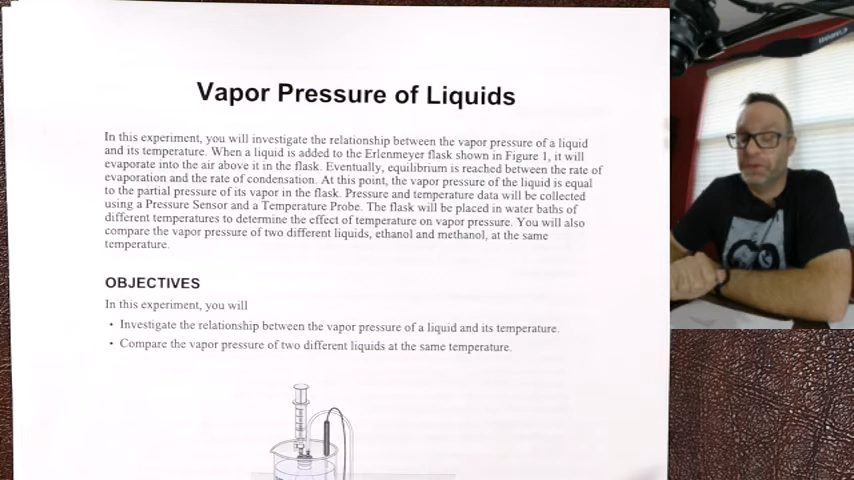 Vapor Pressure of Liquids
In this experiment, you will investigate the relationship between the vapor pressure of a liquid
and its temperature. When a liquid is added to the Erlenmeyer flask shown in Figure 1, it will
evaporate into the air above it in the flask. Eventually, equilibrium is reached between the rate of
evaporation and the rate of condensation. At this point, the vapor pressure of the liquid is equal
to the partial pressure of its vapor in the flask. Pressure and temperature data will be collected
using a Pressure Sensor and a Temperature Probe. The flask will be placed in water baths of
different temperatures to determine the effect of temperature on vapor pressure. You will also
compare the vapor pressure of two different liquids, ethanol and methanol, at the same
temperature.
OBJECTIVES
In this experiment, you will
• Investigate the relationship between the vapor pressure of a liquid and its temperature.
• Compare the vapor pressure of two different liquids at the same temperature.